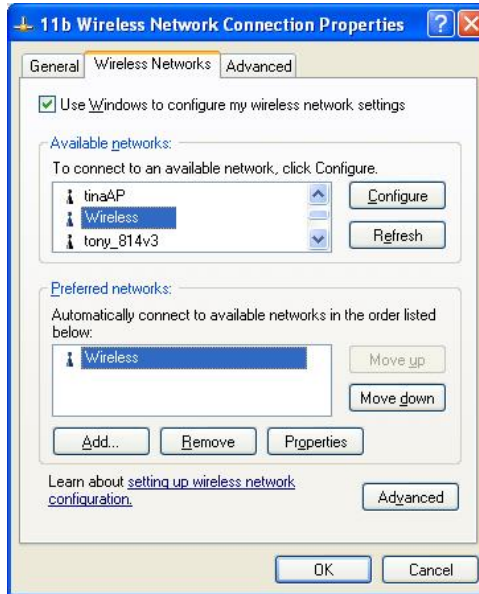 11b Wireless Network Connection Properties
General Wireless Networks Advanced
Use Windows to configure my wireless network settings
Available networks:
To connect to an available network, click Configure.
tinaAP
Wireless
tony_814v3
Configure
Refresh
Preferred networks:
Automatically connect to available networks in the order listed
below:
Wireless
Move up
Move down
Add... Remove Properties
Learn about setting up wireless network
configuration.
Advanced
OK Cancel